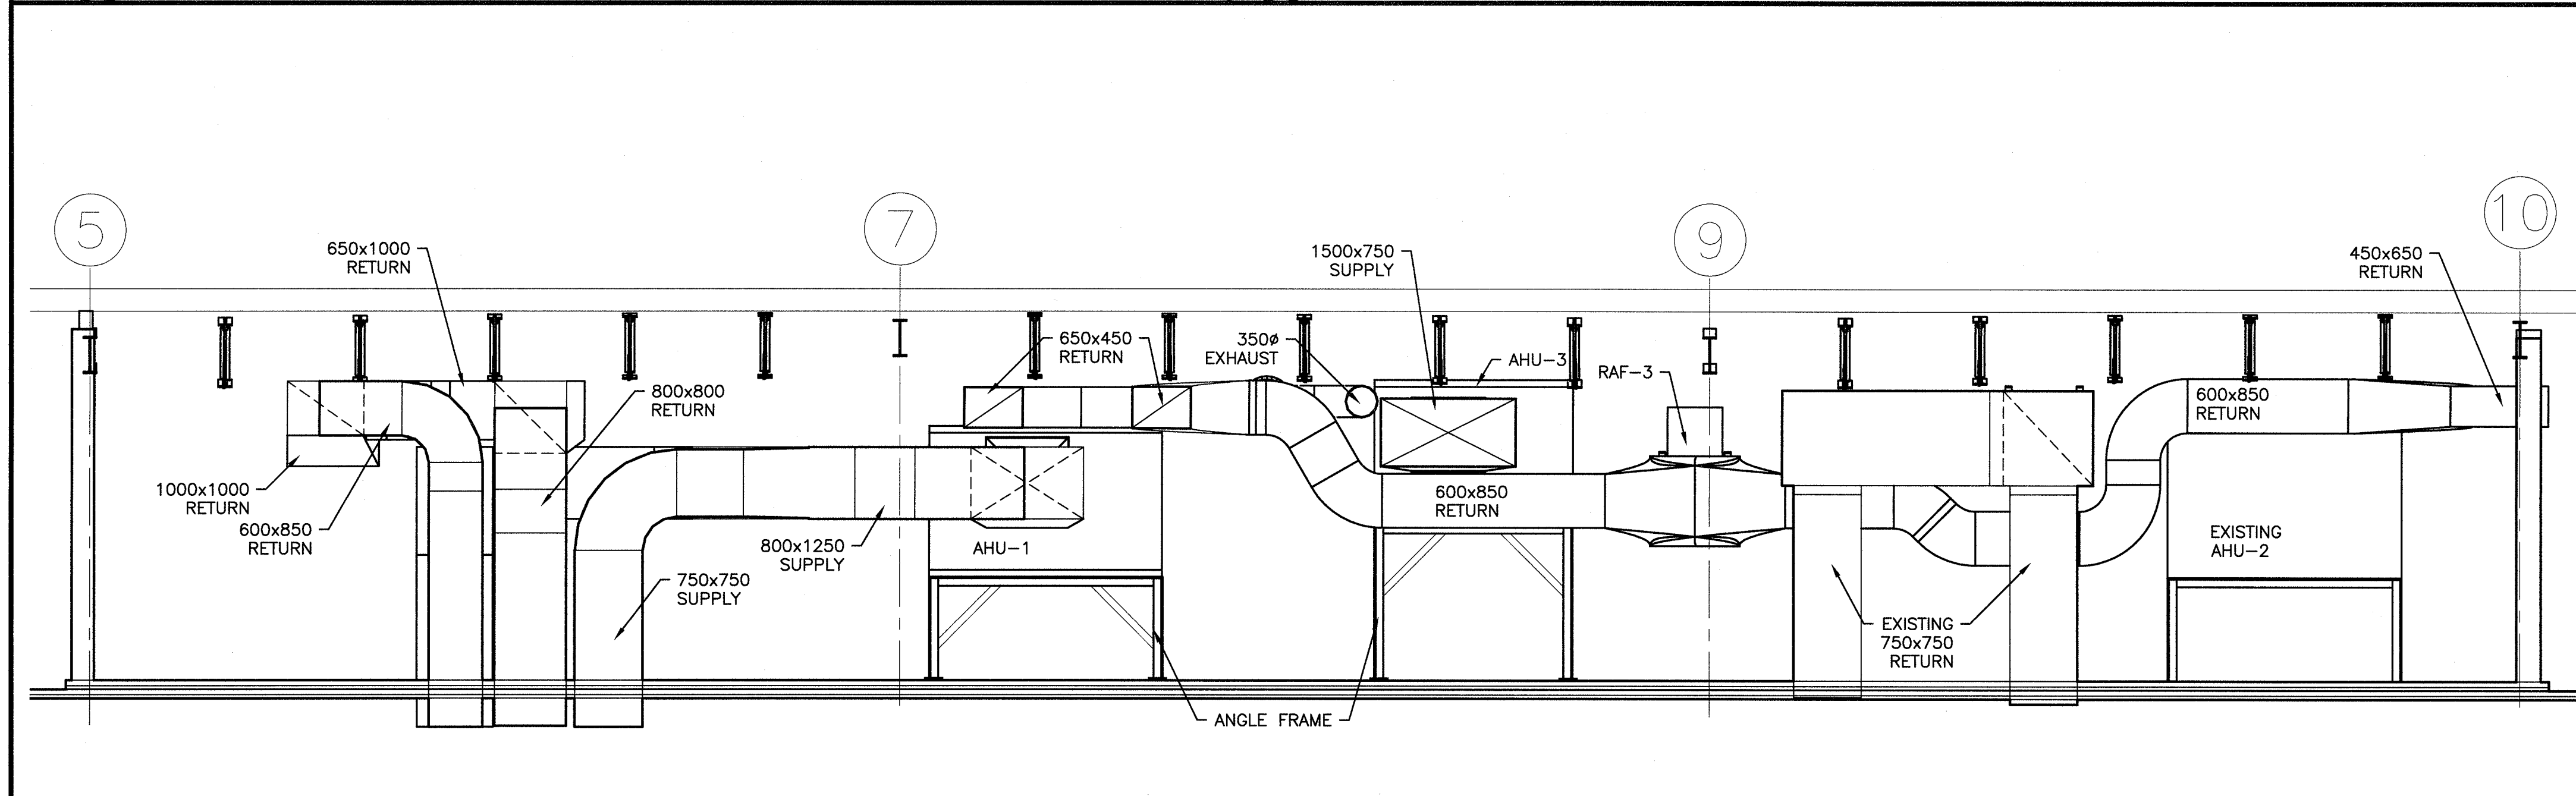 5
7
9
10
650x1000
RETURN
1500x750
SUPPLY
450x650
RETURN
650x450
RETURN
350ø
EXHAUST
AHU-3
RAF-3
800x800
RETURN
600x850
RETURN
1000x1000
RETURN
600x850
RETURN
600x850
RETURN
800x1250
SUPPLY
AHU-1
EXISTING
AHU-2
750x750
SUPPLY
EXISTING
750x750
RETURN
ANGLE FRAME